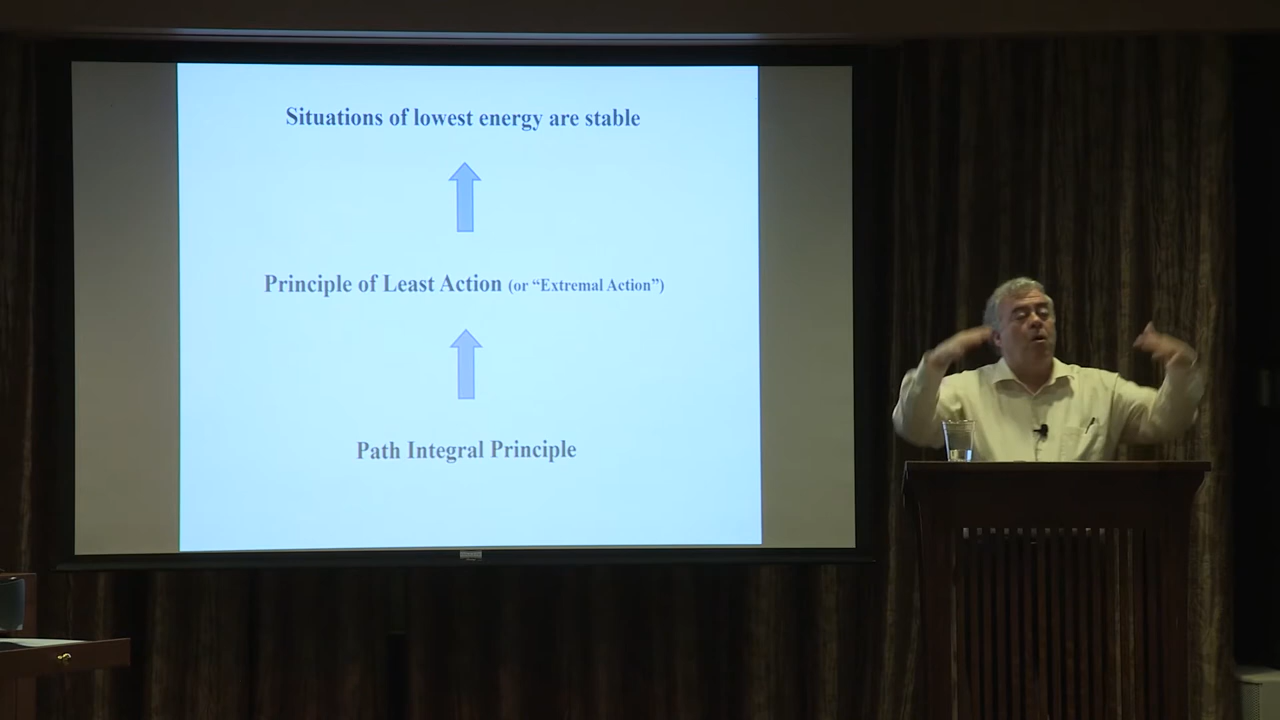 Situations of lowest energy are stable
Principle of Least Action (or “Extremal Action”)
Path Integral Principle